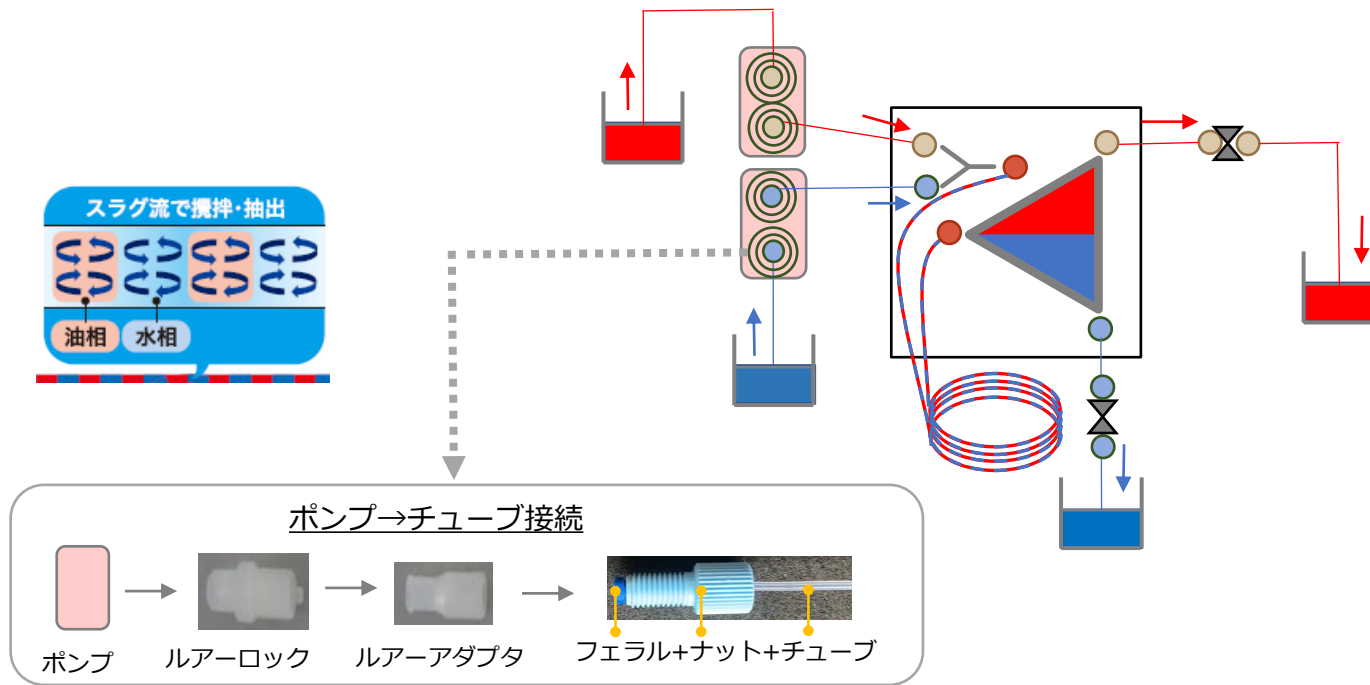 スラグ流で攪拌･抽出
油相
水相
ポンプ→チューブ接続
ポンプ
ルアーロック
ルアーアダプタ
フェラル+ナット+チューブ